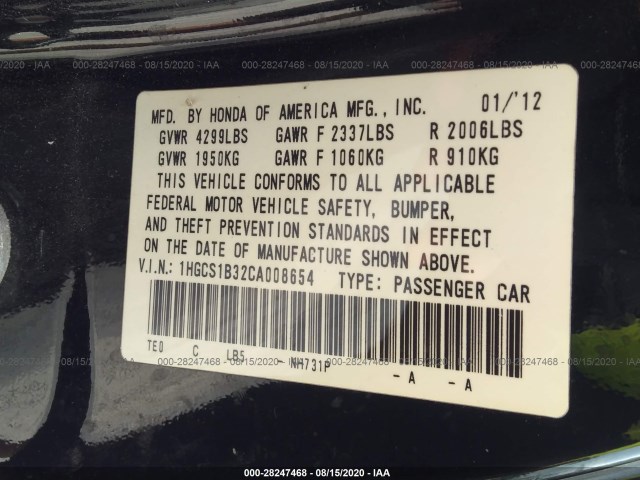 000-28247468 - 08/15/2020 - IAA
MFD. BY HONDA OF AMERICA MFG., INC. 01/'12
GVWR 4299LBS GAWR F 2337LBS R 2006LBS
GVWR 1950KG GAWR F 1060KG R 910KG
THIS VEHICLE CONFORMS TO ALL APPLICABLE
FEDERAL MOTOR VEHICLE SAFETY, BUMPER,
AND THEFT PREVENTION STANDARDS IN EFFECT
ON THE DATE OF MANUFACTURE SHOWN ABOVE.
V.I.N.: 1HGCS1B32CA008654 TYPE: PASSENGER CAR
TE0 C LB5 - NH731P - A - A
000-28247468 - 08/15/2020 - IAA